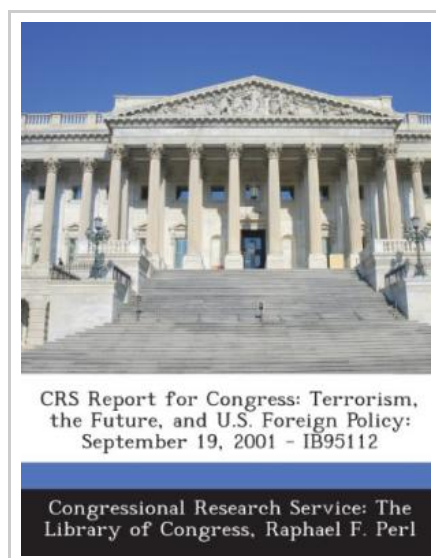 CRS Report for Congress: Terrorism,
the Future, and U.S. Foreign Policy:
September 19, 2001 - IB95112
Congressional Research Service: The
Library of Congress, Raphael F. Perl